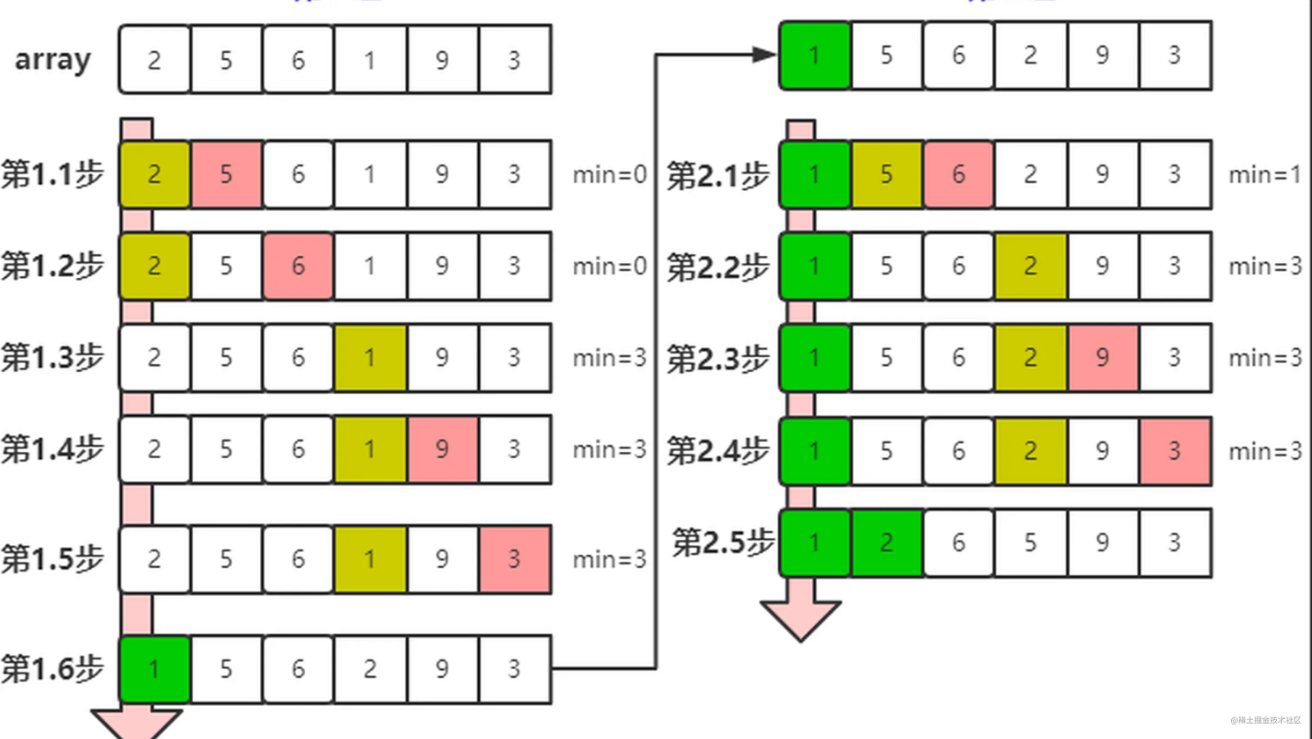 array 2 5 6 1 9 3
第1.1步 2 5 6 1 9 3 min=0
第1.2步 2 5 6 1 9 3 min=0
第1.3步 2 5 6 1 9 3 min=3
第1.4步 2 5 6 1 9 3 min=3
第1.5步 2 5 6 1 9 3 min=3
第1.6步 1 5 6 2 9 3
1 5 6 2 9 3
第2.1步 1 5 6 2 9 3 min=1
第2.2步 1 5 6 2 9 3 min=3
第2.3步 1 5 6 2 9 3 min=3
第2.4步 1 5 6 2 9 3 min=3
第2.5步 1 2 6 5 9 3
@稀土掘金技术社区